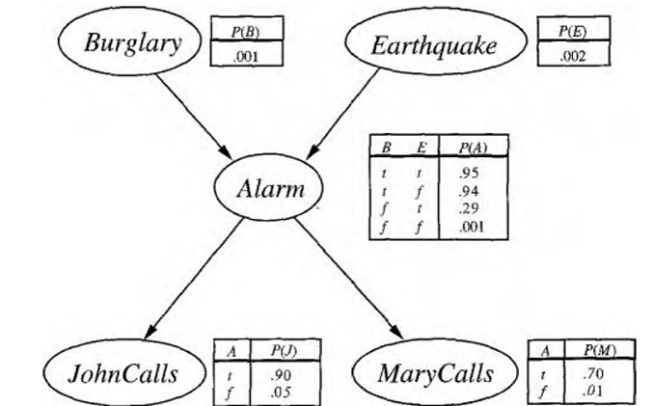 Burglary
P(B)
.001
Earthquake
P(E)
.002
Alarm
B E P(A)
t t .95
t f .94
f t .29
f f .001
JohnCalls
A P(J)
t .90
f .05
MaryCalls
A P(M)
t .70
f .01